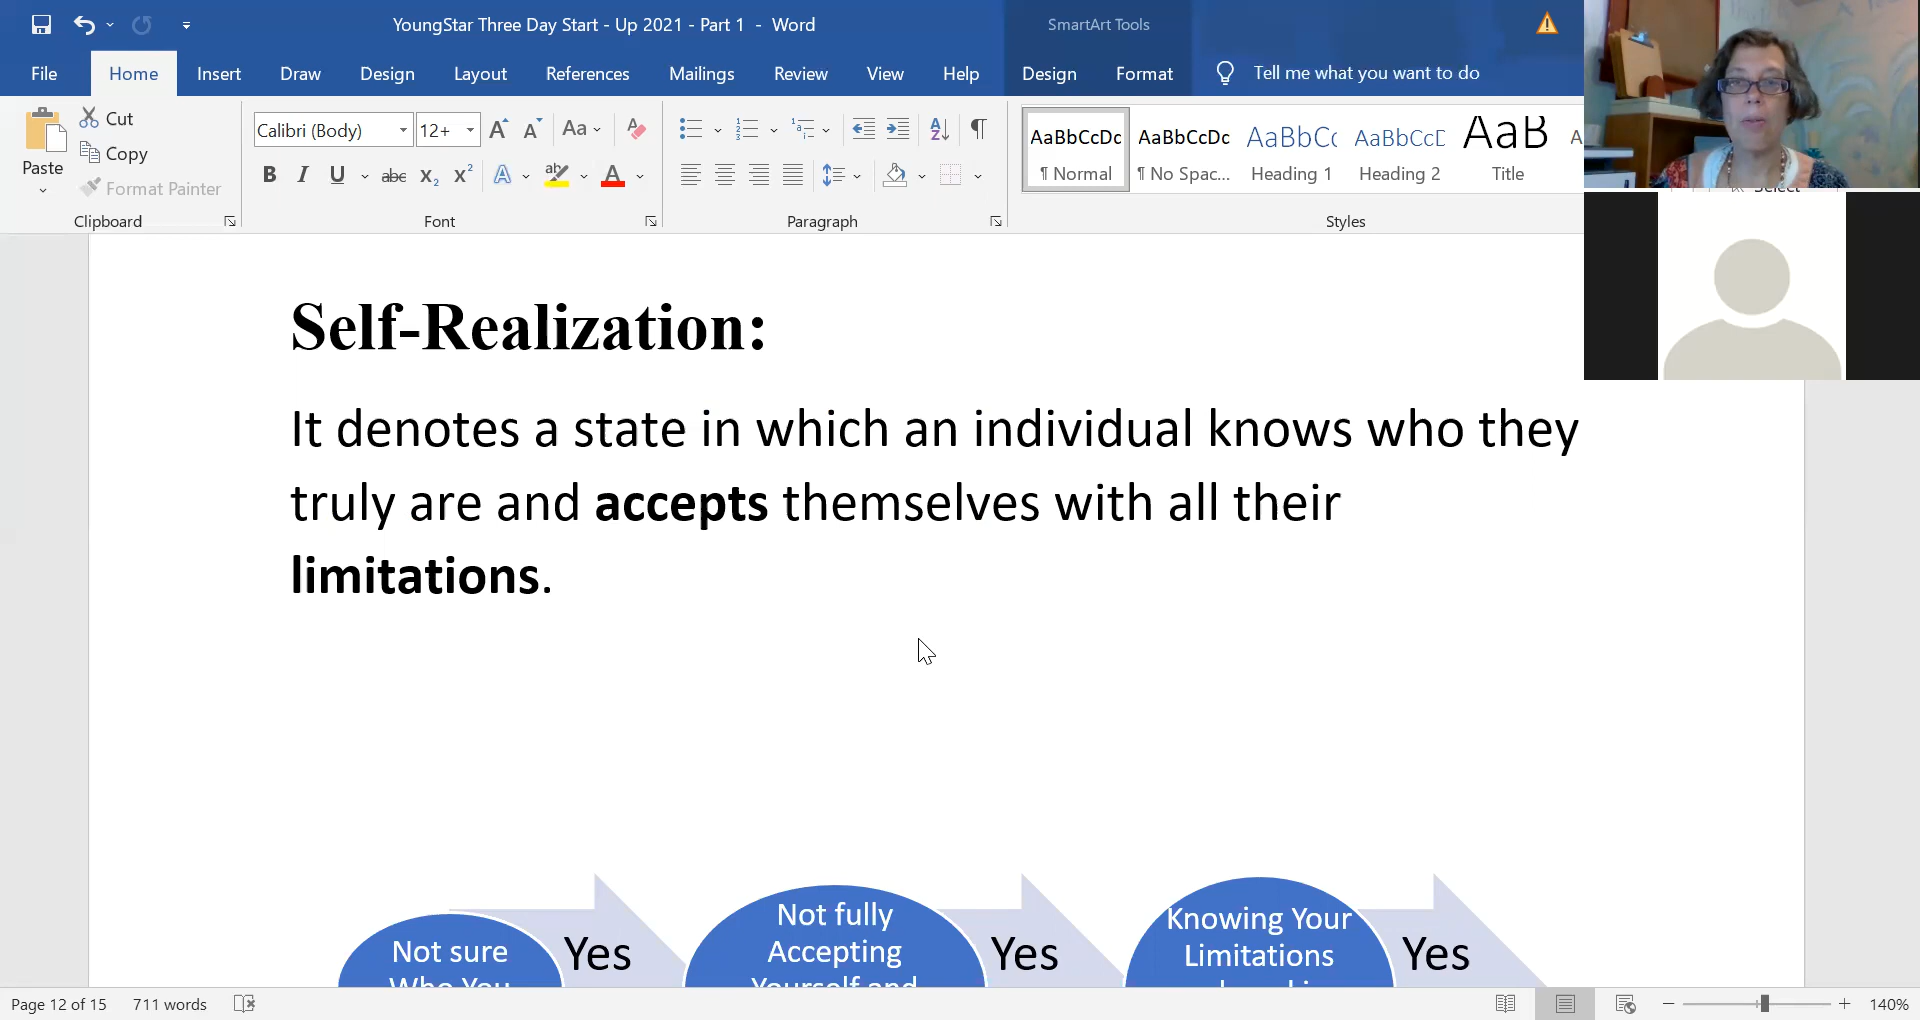 YoungStar Three Day Start - Up 2021 - Part 1 - Word
SmartArt Tools
File
Home
Insert
Draw
Design
Layout
References
Mailings
Review
View
Help
Design
Format
Tell me what you want to do
Paste
Cut
Copy
Format Painter
Clipboard
Calibri (Body)
12+
Aa
B I U abc X₂ X²
Font
Paragraph
AaBbCcDc
¶ Normal
AaBbCcDc
¶ No Spac...
AaBbCc
Heading 1
AaBbCcD
Heading 2
AaB
Title
Styles
Select
Self-Realization:
It denotes a state in which an individual knows who they
truly are and accepts themselves with all their
limitations.
Not sure
Who You
Yes
Not fully
Accepting
Yourself and
Yes
Knowing Your
Limitations
Yes
Page 12 of 15
711 words
140%